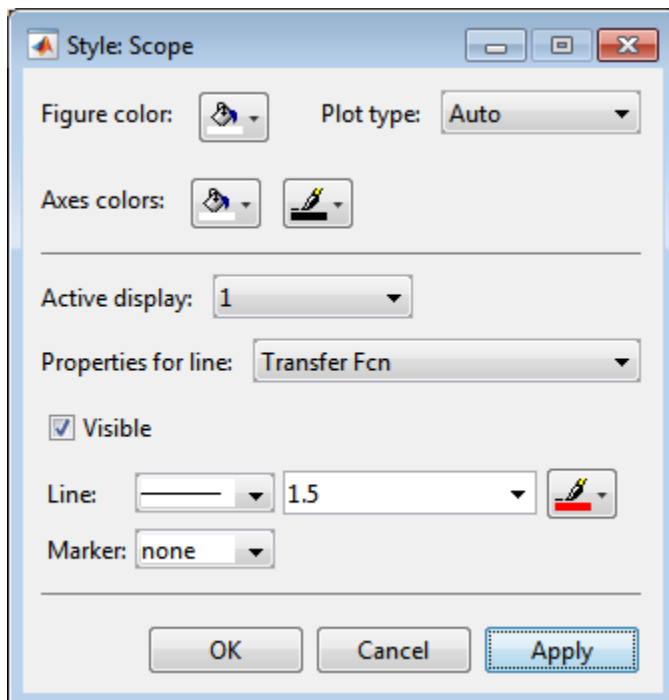 Style: Scope
Figure color: Plot type: Auto
Axes colors:
Active display: 1
Properties for line: Transfer Fcn
Visible
Line: 1.5
Marker: none
OK Cancel Apply